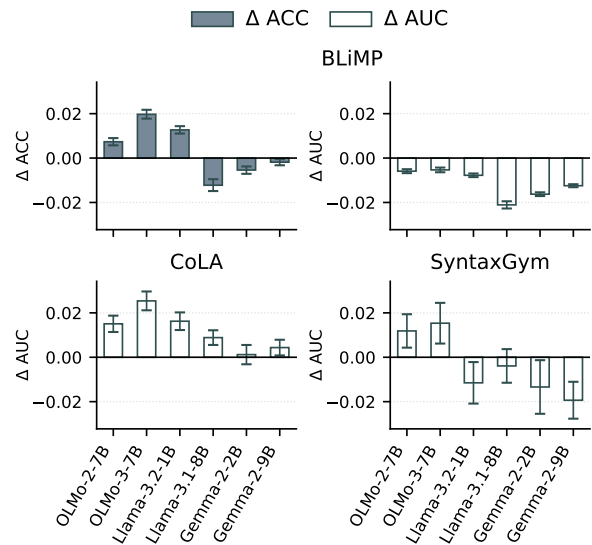 Δ ACC Δ AUC
BLiMP
Δ ACC
0.02
0.00
−0.02
Δ AUC
0.02
0.00
−0.02
CoLA
Δ AUC
0.02
0.00
−0.02
OLMo-2-7B
OLMo-3-7B
Llama-3.2-1B
Llama-3.1-8B
Gemma-2-2B
Gemma-2-9B
SyntaxGym
Δ AUC
0.02
0.00
−0.02
OLMo-2-7B
OLMo-3-7B
Llama-3.2-1B
Llama-3.1-8B
Gemma-2-2B
Gemma-2-9B